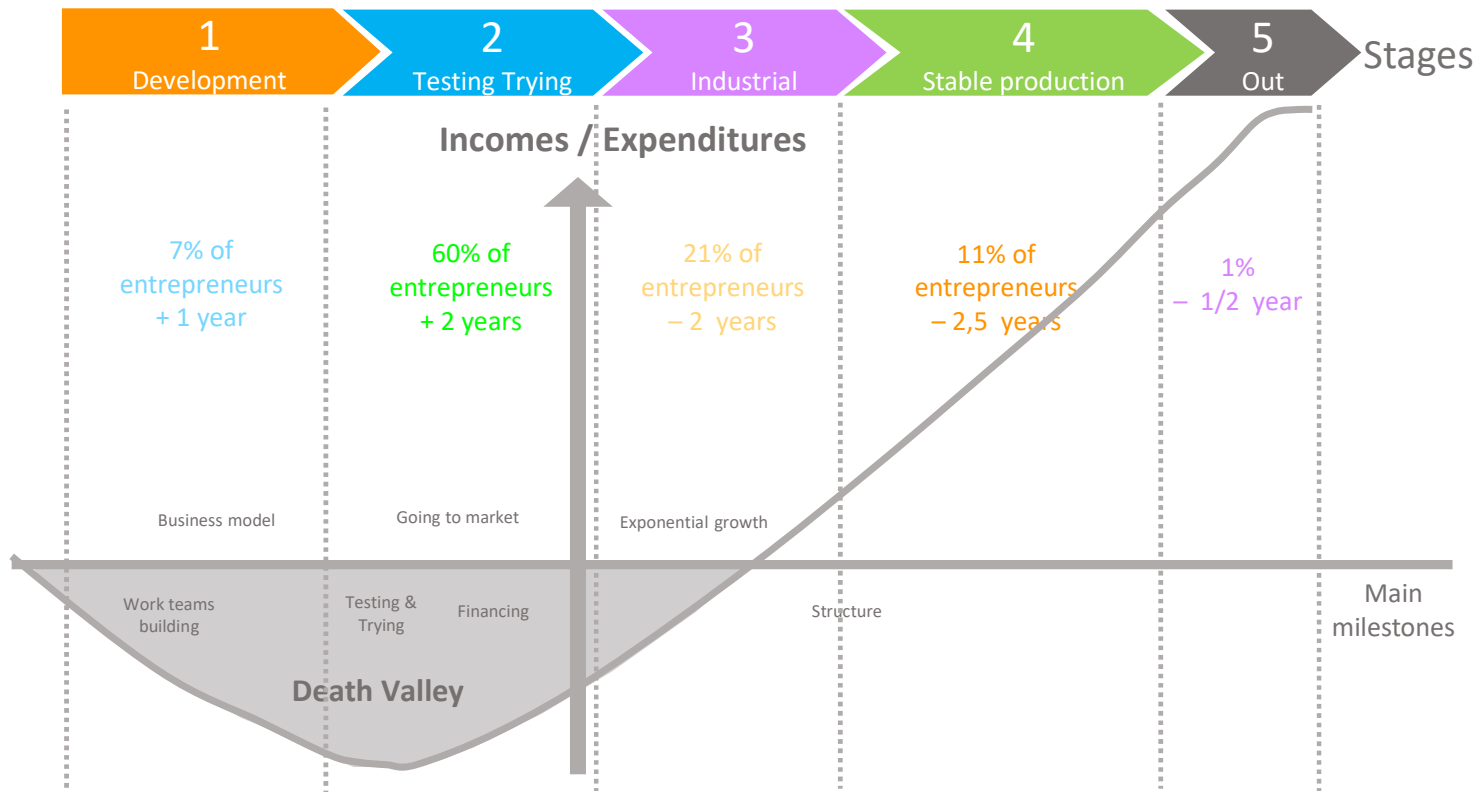 1
Development
2
Testing Trying
3
Industrial
4
Stable production
5
Out
Stages
Incomes / Expenditures
7% of
entrepreneurs
+ 1 year
60% of
entrepreneurs
+ 2 years
21% of
entrepreneurs
– 2 years
11% of
entrepreneurs
– 2,5 years
1%
– 1/2 year
Business model
Going to market
Exponential growth
Work teams
building
Testing &
Trying
Financing
Structure
Main
milestones
Death Valley